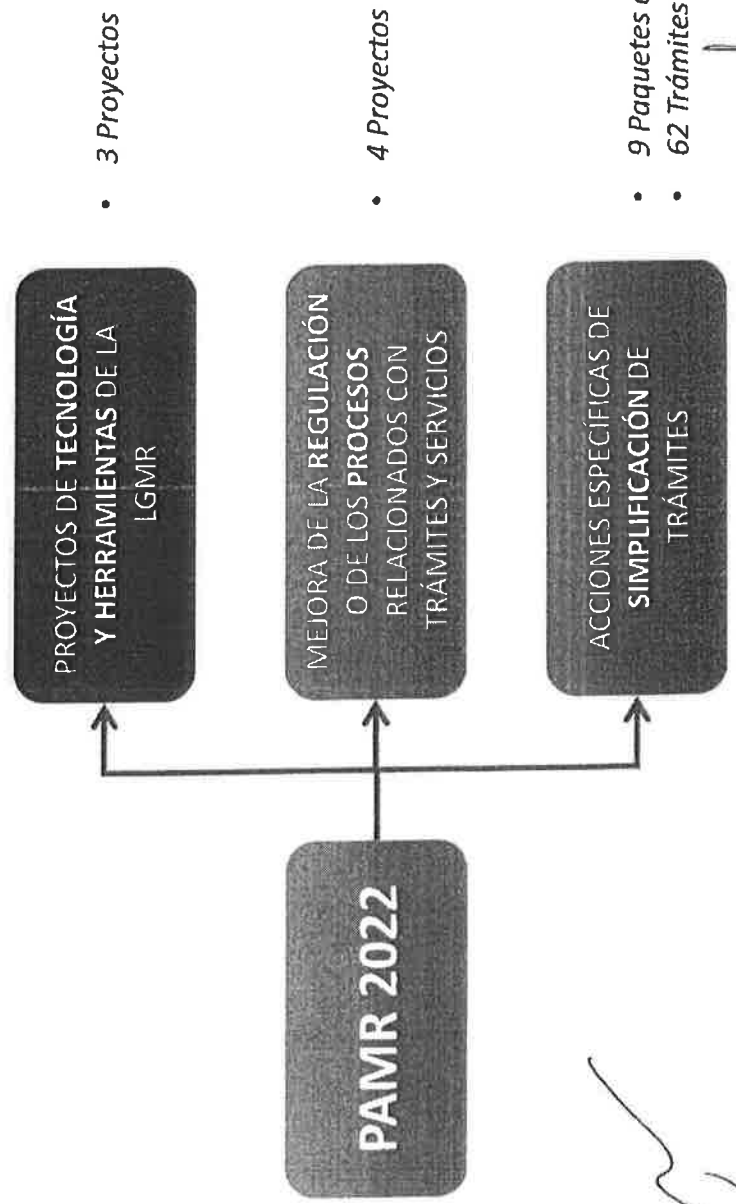 PAMR 2022
PROYECTOS DE TECNOLOGÍA
Y HERRAMIENTAS DE LA
LGMR
• 3 Proyectos
MEJORA DE LA REGULACIÓN
O DE LOS PROCESOS
RELACIONADOS CON
TRÁMITES Y SERVICIOS
• 4 Proyectos
ACCIONES ESPECÍFICAS DE
SIMPLIFICACIÓN DE
TRÁMITES
• 9 Paquetes
• 62 Trámites